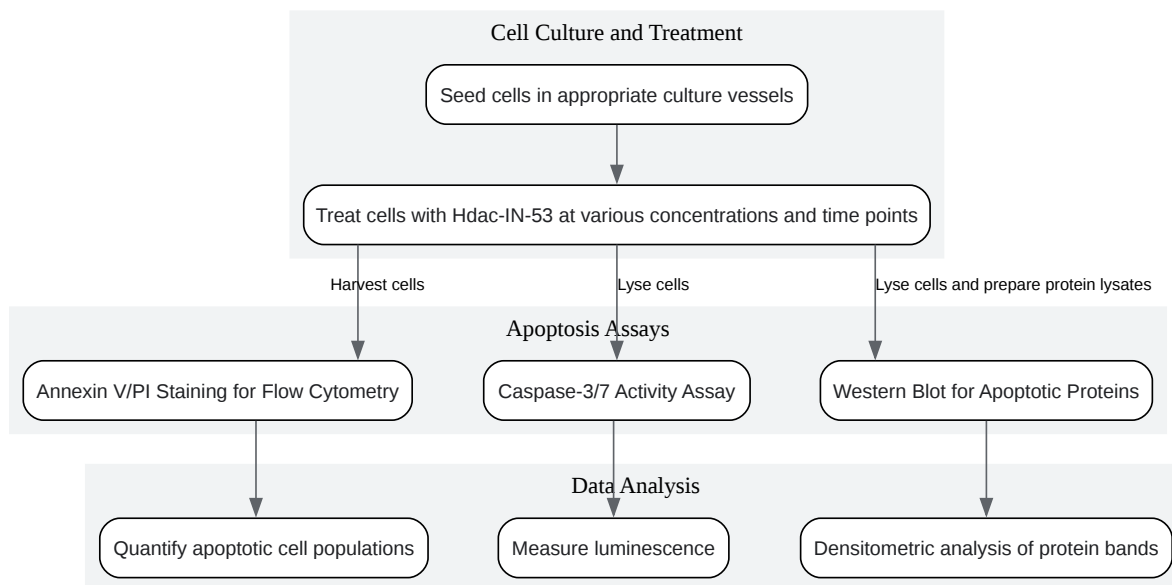 Cell Culture and Treatment
Seed cells in appropriate culture vessels
Treat cells with Hdac-IN-53 at various concentrations and time points
Harvest cells
Lyse cells
Lyse cells and prepare protein lysates
Apoptosis Assays
Annexin V/PI Staining for Flow Cytometry
Caspase-3/7 Activity Assay
Western Blot for Apoptotic Proteins
Data Analysis
Quantify apoptotic cell populations
Measure luminescence
Densitometric analysis of protein bands